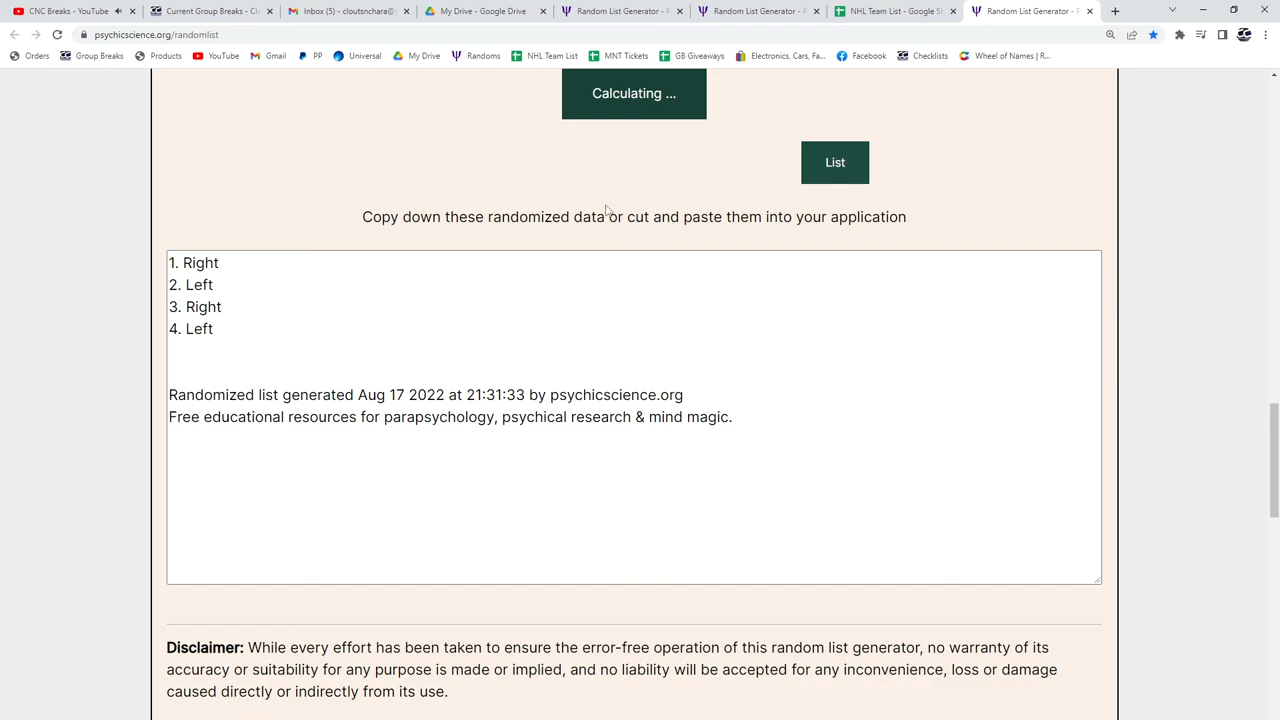 CNC Breaks - YouTube
Current Group Breaks - Clo
Inbox (5) - cloutsnchara@
My Drive - Google Drive
Random List Generator - P
Random List Generator - P
NHL Team List - Google Sh
Random List Generator - P
psychicscience.org/randomlist
Orders
Group Breaks
Products
YouTube
Gmail
PP
Universal
My Drive
Randoms
NHL Team List
MNT Tickets
GB Giveaways
Electronics, Cars, Fa...
Facebook
Checklists
Wheel of Names | R...
Calculating ...
List
Copy down these randomized data or cut and paste them into your application
1. Right
2. Left
3. Right
4. Left
Randomized list generated Aug 17 2022 at 21:31:33 by psychicscience.org
Free educational resources for parapsychology, psychical research & mind magic.
Disclaimer: While every effort has been taken to ensure the error-free operation of this random list generator, no warranty of its
accuracy or suitability for any purpose is made or implied, and no liability will be accepted for any inconvenience, loss or damage
caused directly or indirectly from its use.